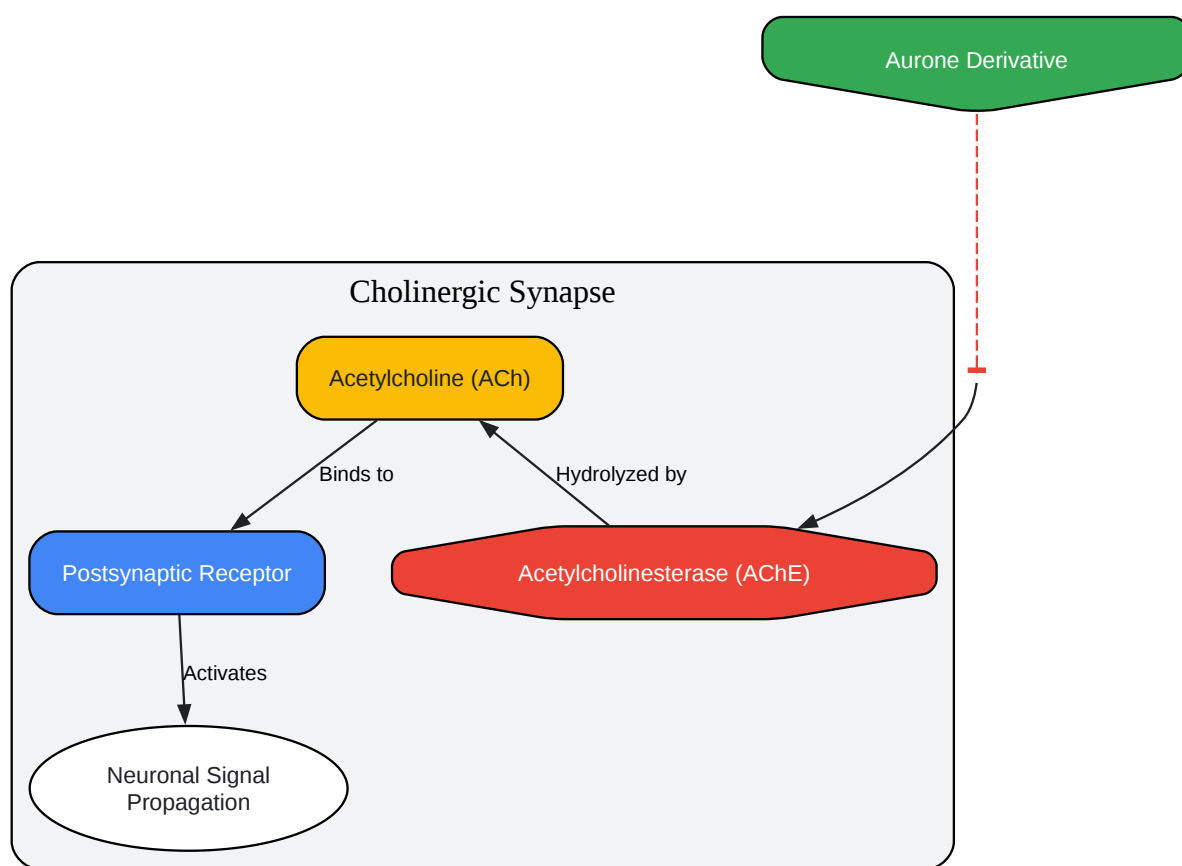 Aurone Derivative
Cholinergic Synapse
Acetylcholine (ACh)
Binds to
Hydrolyzed by
Postsynaptic Receptor
Acetylcholinesterase (AChE)
Activates
Neuronal Signal
Propagation